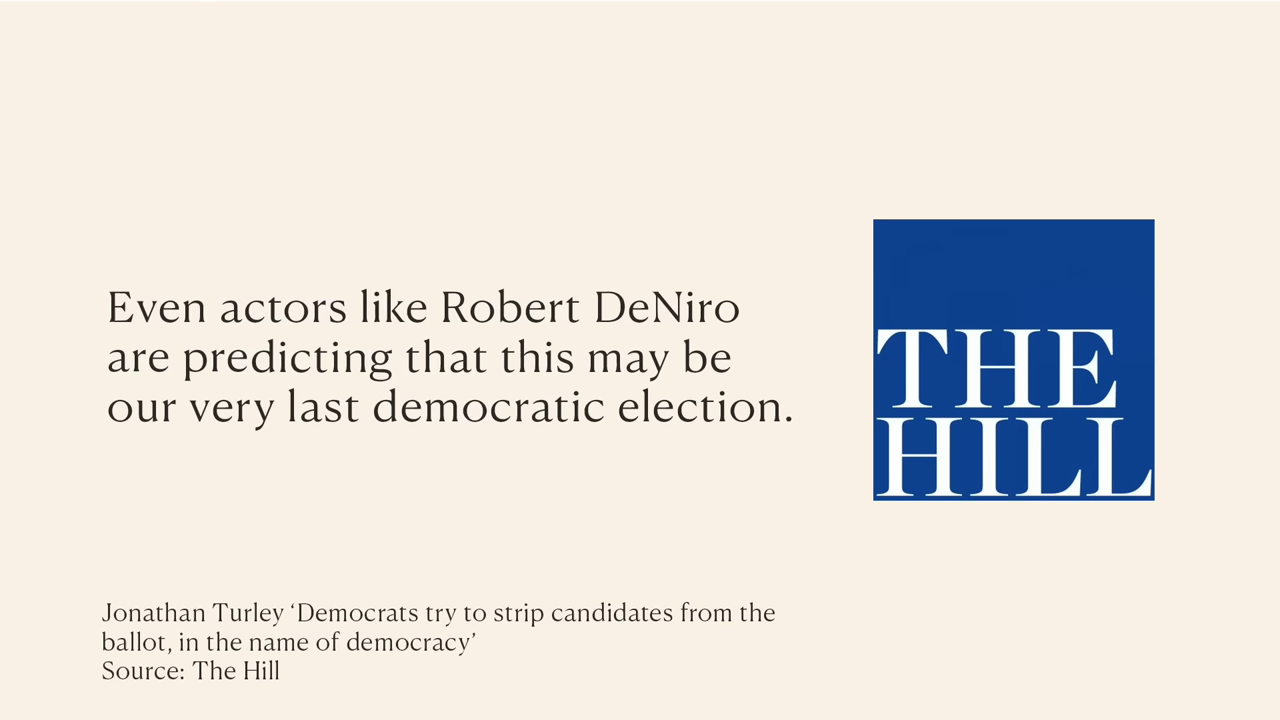 Even actors like Robert DeNiro
are predicting that this may be
our very last democratic election.
THE
HILL
Jonathan Turley ‘Democrats try to strip candidates from the
ballot, in the name of democracy’
Source: The Hill